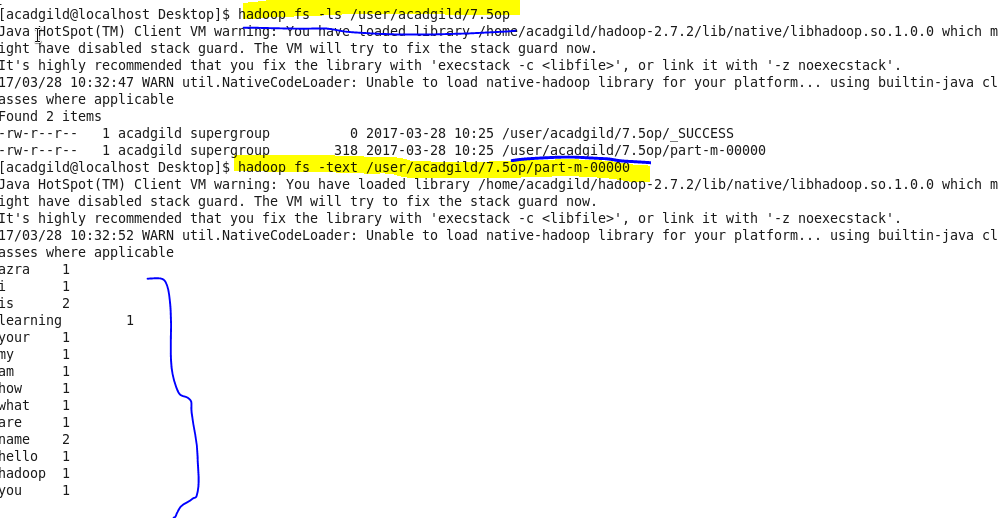 [acadgild@localhost Desktop]$ hadoop fs -ls /user/acadgild/7.5op
Java HotSpot(TM) Client VM warning: You have loaded library /home/acadgild/hadoop-2.7.2/lib/native/libhadoop.so.1.0.0 which m
ight have disabled stack guard. The VM will try to fix the stack guard now.
It's highly recommended that you fix the library with 'execstack -c <libfile>', or link it with '-z noexecstack'.
17/03/28 10:32:47 WARN util.NativeCodeLoader: Unable to load native-hadoop library for your platform... using builtin-java cl
asses where applicable
Found 2 items
-rw-r--r--   1 acadgild supergroup          0 2017-03-28 10:25 /user/acadgild/7.5op/_SUCCESS
-rw-r--r--   1 acadgild supergroup        318 2017-03-28 10:25 /user/acadgild/7.5op/part-m-00000
[acadgild@localhost Desktop]$ hadoop fs -text /user/acadgild/7.5op/part-m-00000
Java HotSpot(TM) Client VM warning: You have loaded library /home/acadgild/hadoop-2.7.2/lib/native/libhadoop.so.1.0.0 which m
ight have disabled stack guard. The VM will try to fix the stack guard now.
It's highly recommended that you fix the library with 'execstack -c <libfile>', or link it with '-z noexecstack'.
17/03/28 10:32:52 WARN util.NativeCodeLoader: Unable to load native-hadoop library for your platform... using builtin-java cl
asses where applicable
azra    1
i       1
is      2
learning        1
your    1
my      1
am      1
how     1
what    1
are     1
name    2
hello   1
hadoop  1
you     1